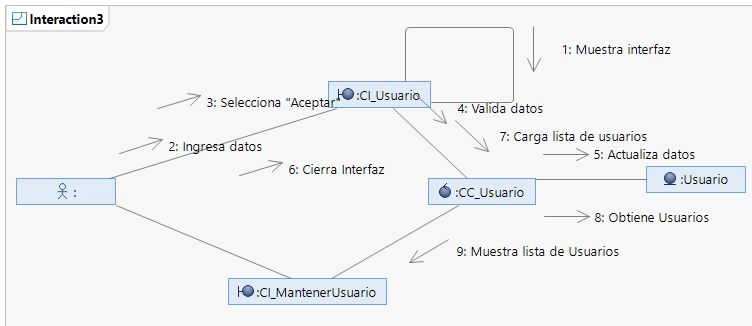 Interaction3
1: Muestra interfaz
:CI_Usuario
3: Selecciona "Aceptar"
4: Valida datos
7: Carga lista de usuarios
2: Ingresa datos
5: Actualiza datos
6: Cierra Interfaz
:
:CC_Usuario
:Usuario
8: Obtiene Usuarios
9: Muestra lista de Usuarios
:CI_MantenerUsuario